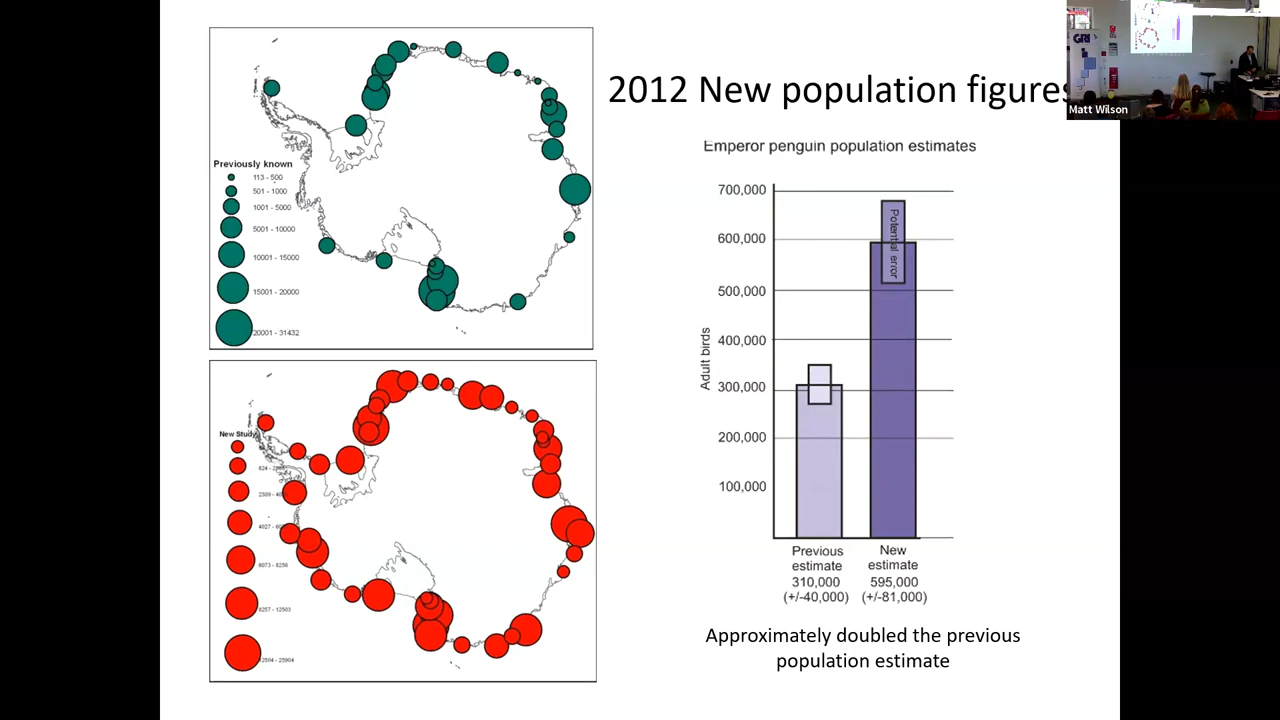 2012 New population figures
GRI
Matt Wilson
Previously known
113 - 500
501 - 1000
1001 - 5000
5001 - 10000
10001 - 15000
15001 - 20000
20001 - 31432
New Study
6257 - 12503
12504 - 25904
Emperor penguin population estimates
Adult birds
700,000
600,000
500,000
400,000
300,000
200,000
100,000
Potential error
Previous estimate 310,000 (+/-40,000)
New estimate 595,000 (+/-81,000)
Approximately doubled the previous
population estimate